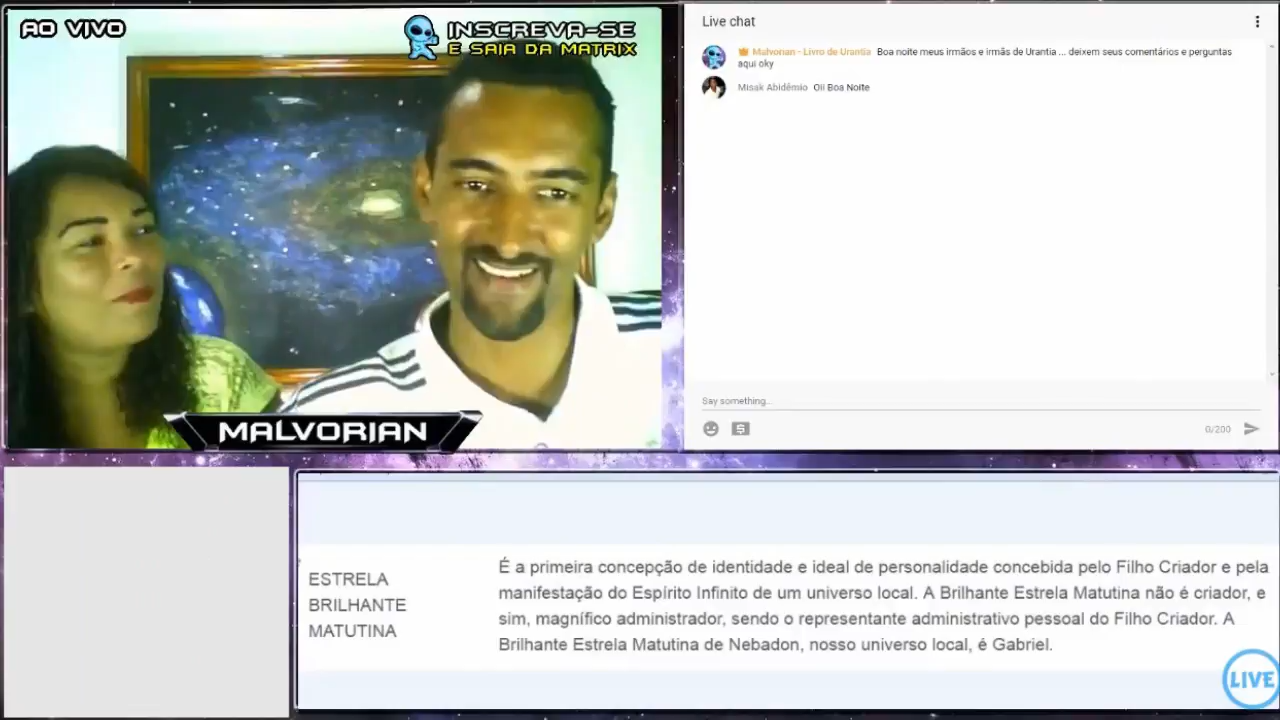 AO VIVO
INSCREVA-SE
E SAIA DA MATRIX
MALVORIAN
Live chat
Malvorian - Livro de Urantia Boa noite meus irmãos e irmãs de Urantia ... deixem seus comentários e perguntas
aqui oky
Misak Abidêmio OII Boa Noite
Say something...
0/200
ESTRELA
BRILHANTE
MATUTINA
É a primeira concepção de identidade e ideal de personalidade concebida pelo Filho Criador e pela
manifestação do Espírito Infinito de um universo local. A Brilhante Estrela Matutina não é criador, e
sim, magnífico administrador, sendo o representante administrativo pessoal do Filho Criador. A
Brilhante Estrela Matutina de Nebadon, nosso universo local, é Gabriel.
LIVE